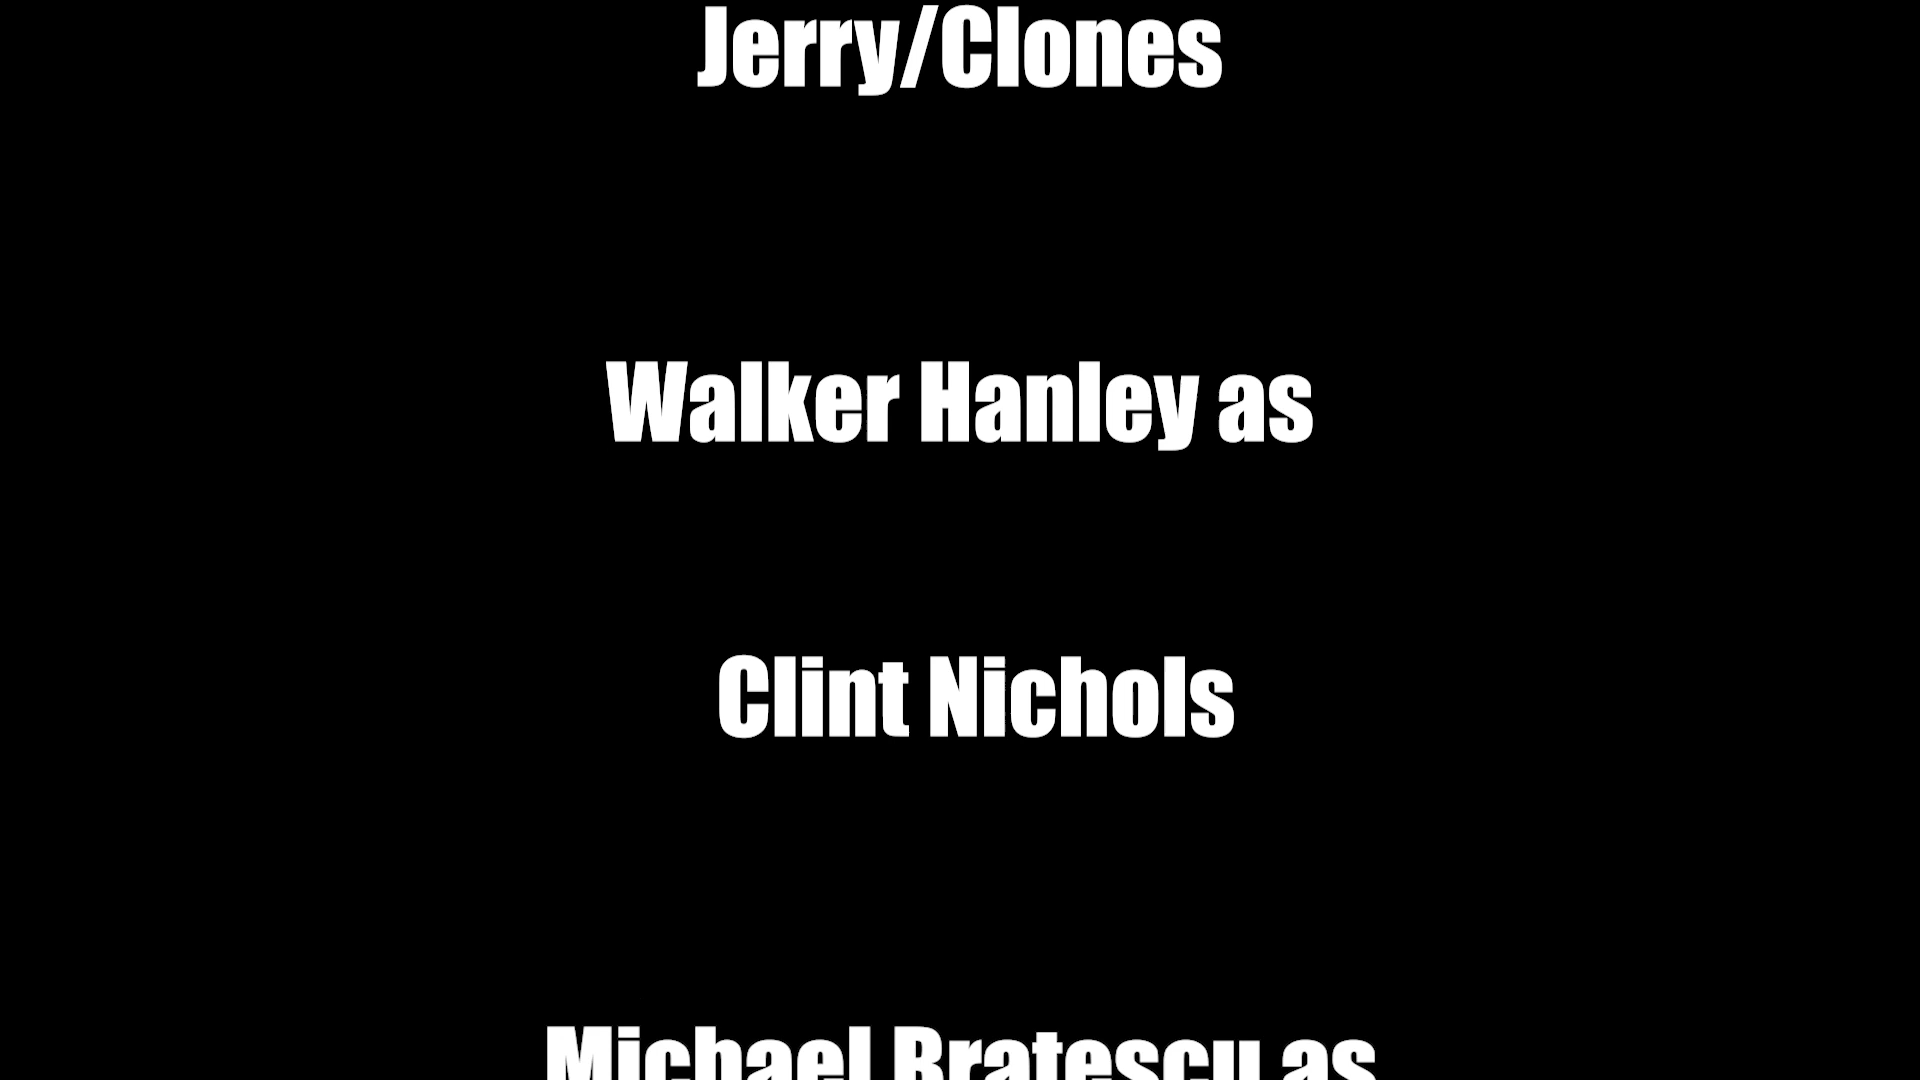 Jerry/Clones
Walker Hanley as
Clint Nichols
Michael Bratescu as